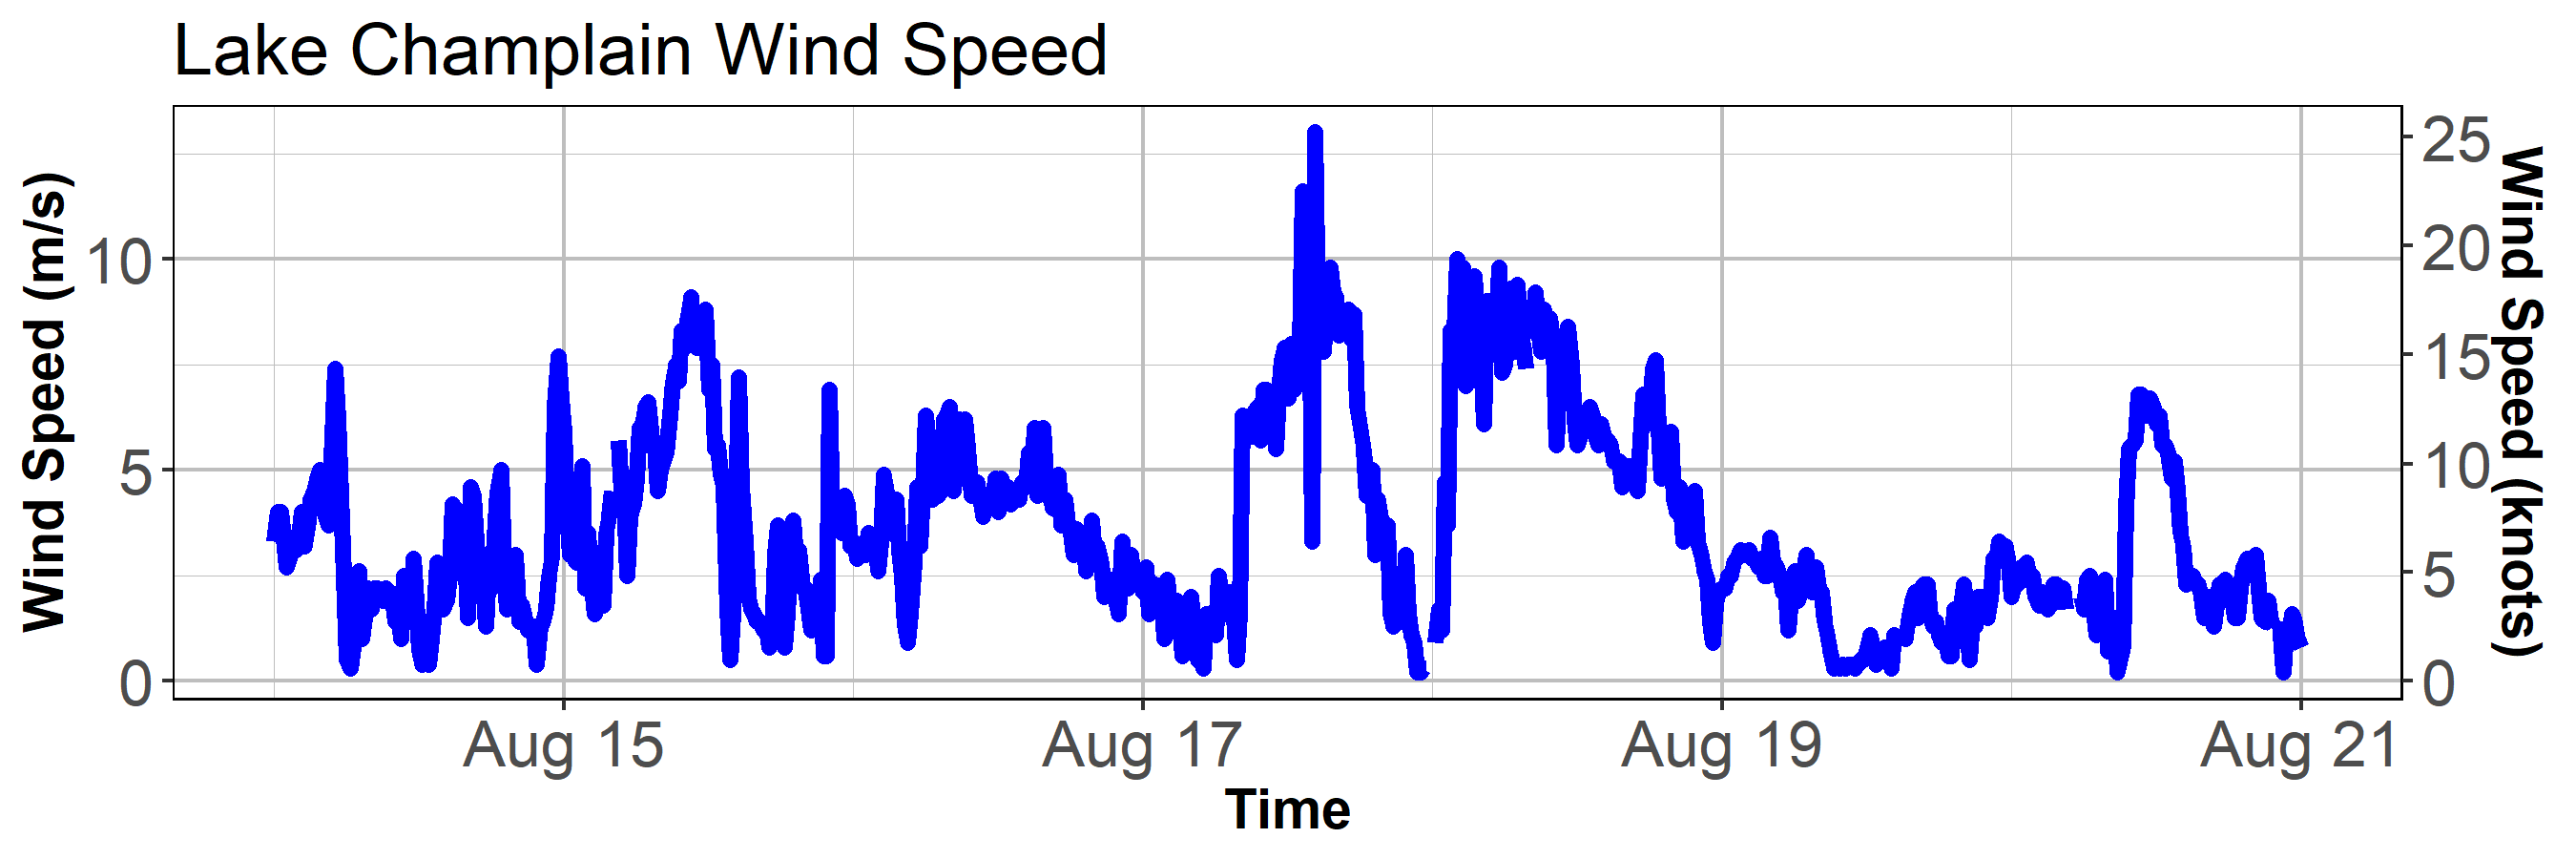 Lake Champlain Wind Speed
Wind Speed (m/s)
10
5
0
25
20
15
10
5
0
Wind Speed (knots)
Aug 15
Aug 17
Aug 19
Aug 21
Time